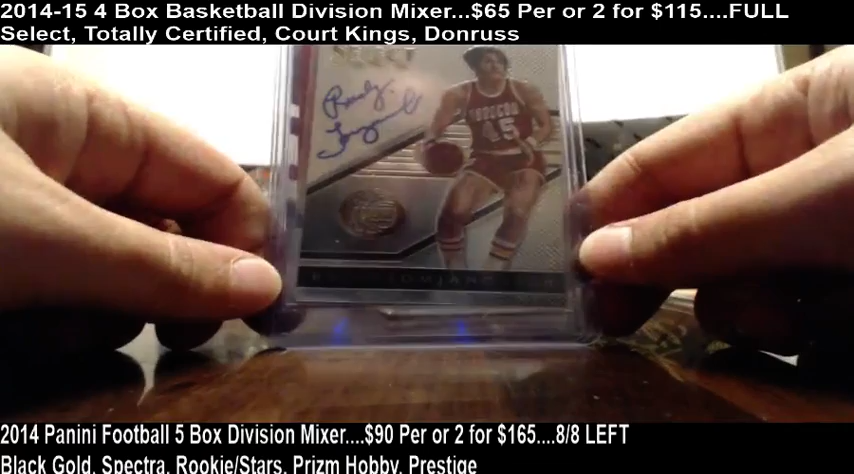 2014-15 4 Box Basketball Division Mixer...$65 Per or 2 for $115....FULL
Select, Totally Certified, Court Kings, Donruss
SELECT
Rudy
45
2014 Panini Football 5 Box Division Mixer....$90 Per or 2 for $165....8/8 LEFT
Black Gold, Spectra, Rookie/Stars, Prizm Hobby, Prestige